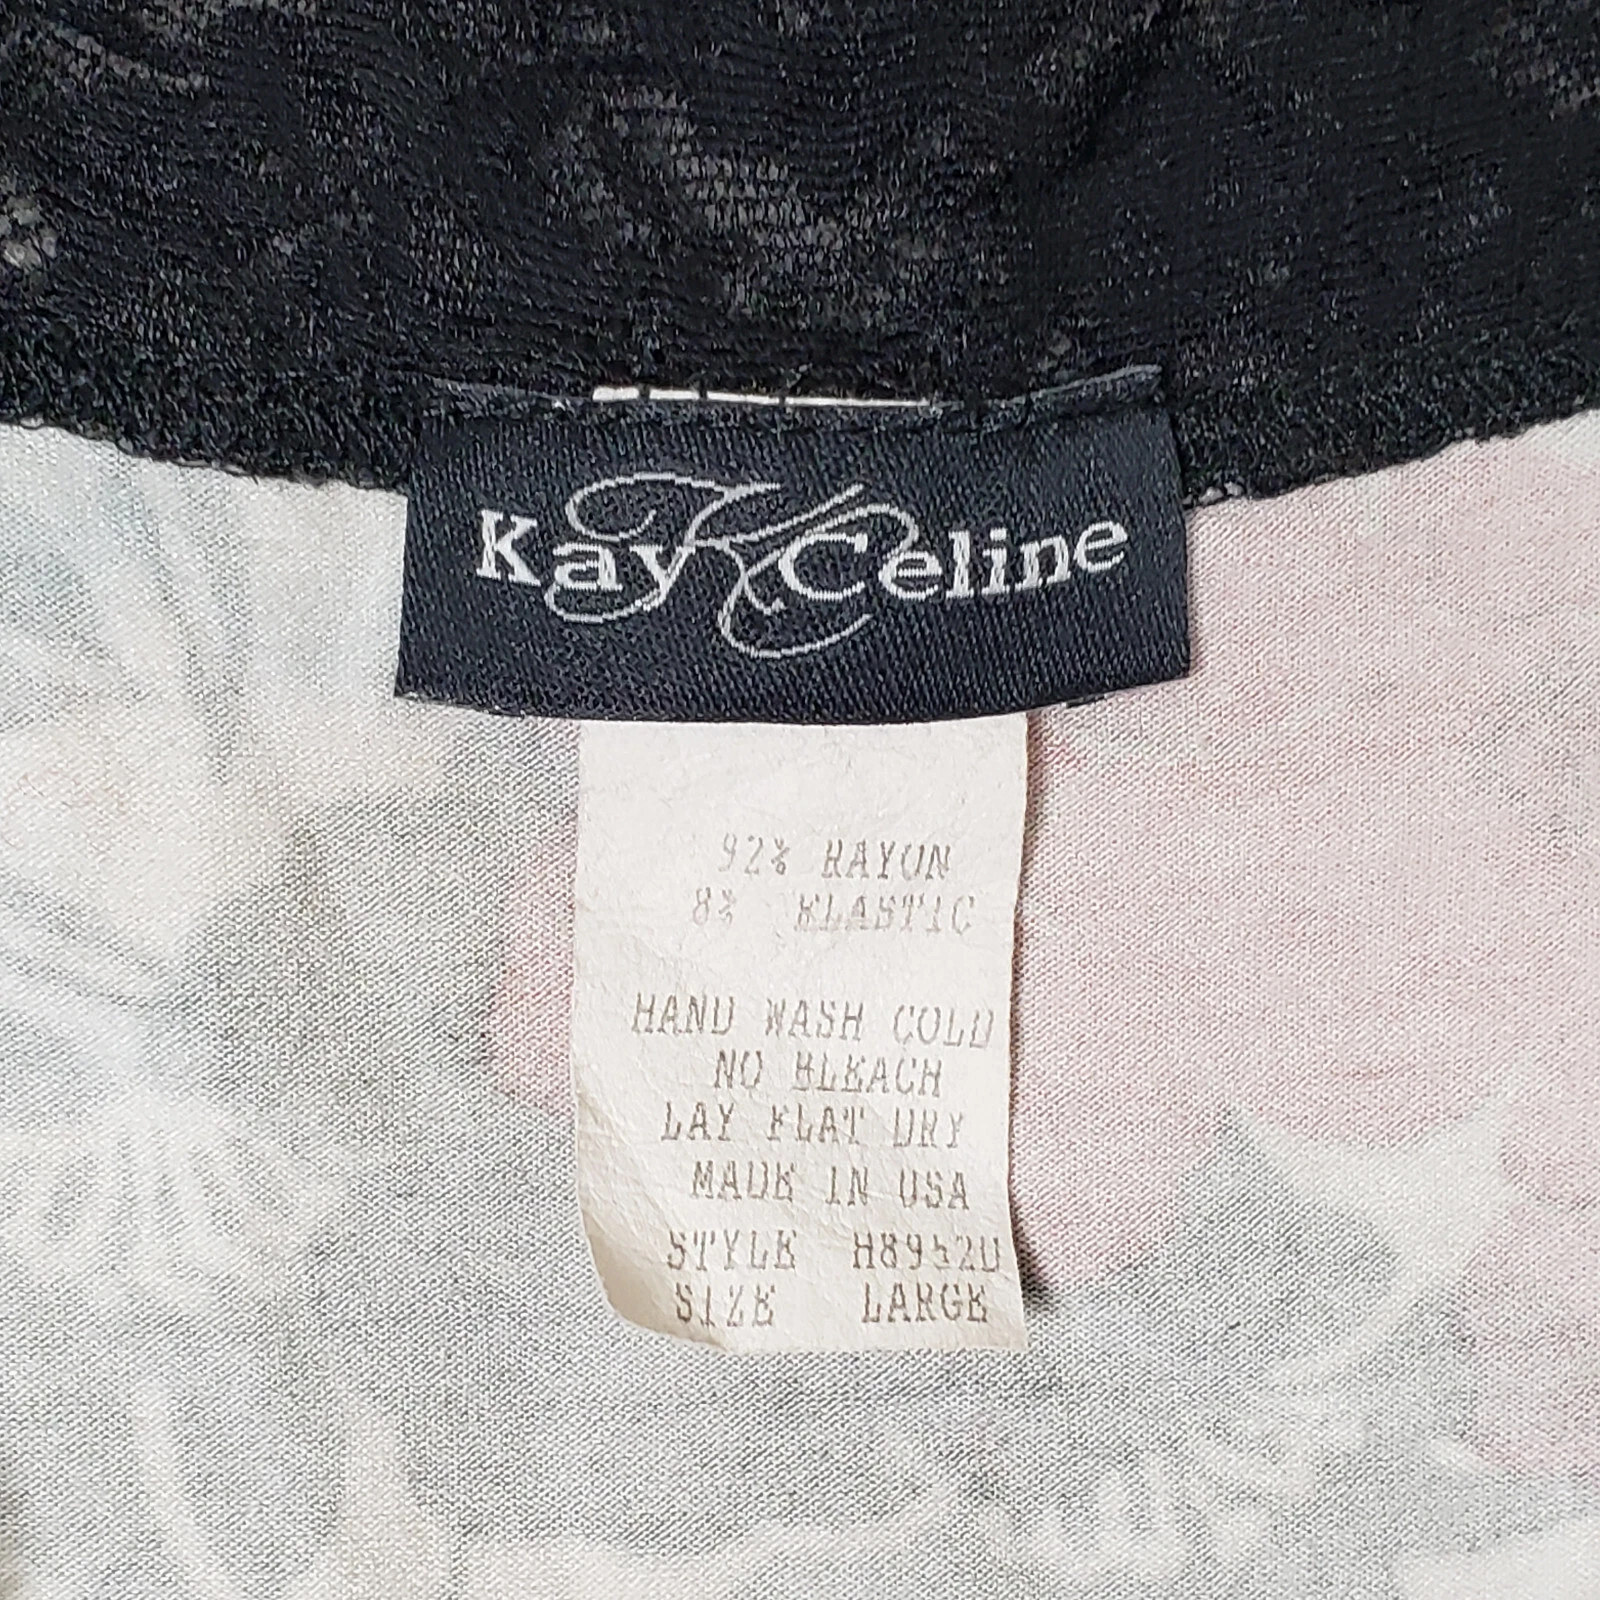 Kay Celine
92% RAYON
8% ELASTIC
HAND WASH COLD
NO BLEACH
LAY FLAT DRY
MADE IN USA
STYLE H8952U
SIZE LARGE